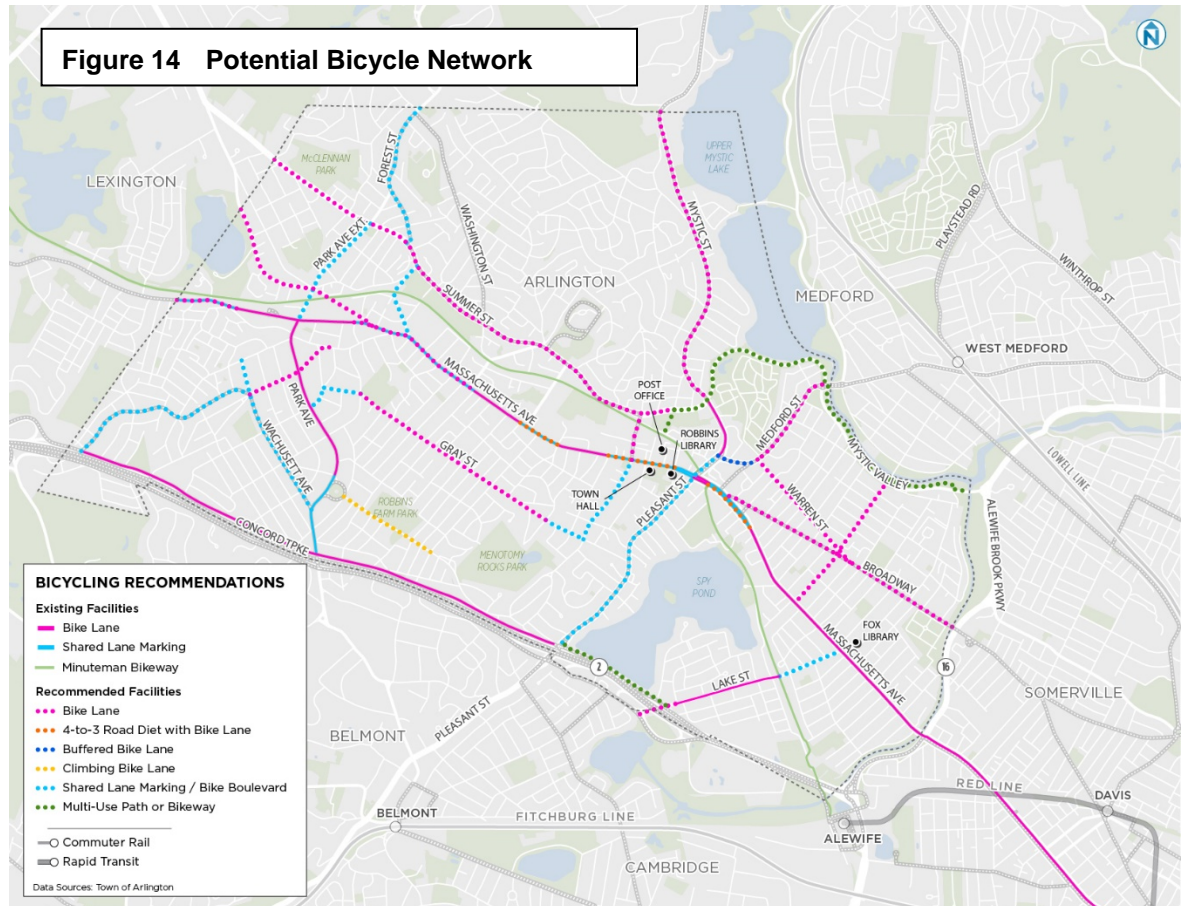 Figure 14 Potential Bicycle Network
N
LEXINGTON
McCLENNAN
PARK
FOREST ST
WASHINGTON ST
PARK AVE EXT.
ARLINGTON
SUMMER ST
MYSTIC ST
UPPER
MYSTIC
LAKE
MEDFORD
PLAYSTEAD RD
WINTHROP ST
WEST MEDFORD
LOWELL LINE
MASSACHUSETTS AVE
PARK AVE
WACHUSETT AVE
GRAY ST
POST
OFFICE
ROBBINS
LIBRARY
MEDFORD ST
MYSTIC VALLEY
TOWN
HALL
PLEASANT ST
WARREN ST
ROBBINS
FARM PARK
CONCORD TPKE
MENOTOMY
ROCKS PARK
BROADWAY
ALEWIFE BROOK PKWY
SPY
POND
FOX
LIBRARY
MASSACHUSETTS AVE
2
16
LAKE ST
SOMERVILLE
BELMONT
PLEASANT ST
RED LINE
DAVIS
BELMONT
FITCHBURG LINE
ALEWIFE
CAMBRIDGE
BICYCLING RECOMMENDATIONS
Existing Facilities
Bike Lane
Shared Lane Marking
Minuteman Bikeway
Recommended Facilities
Bike Lane
4-to-3 Road Diet with Bike Lane
Buffered Bike Lane
Climbing Bike Lane
Shared Lane Marking / Bike Boulevard
Multi-Use Path or Bikeway
Commuter Rail
Rapid Transit
Data Sources: Town of Arlington